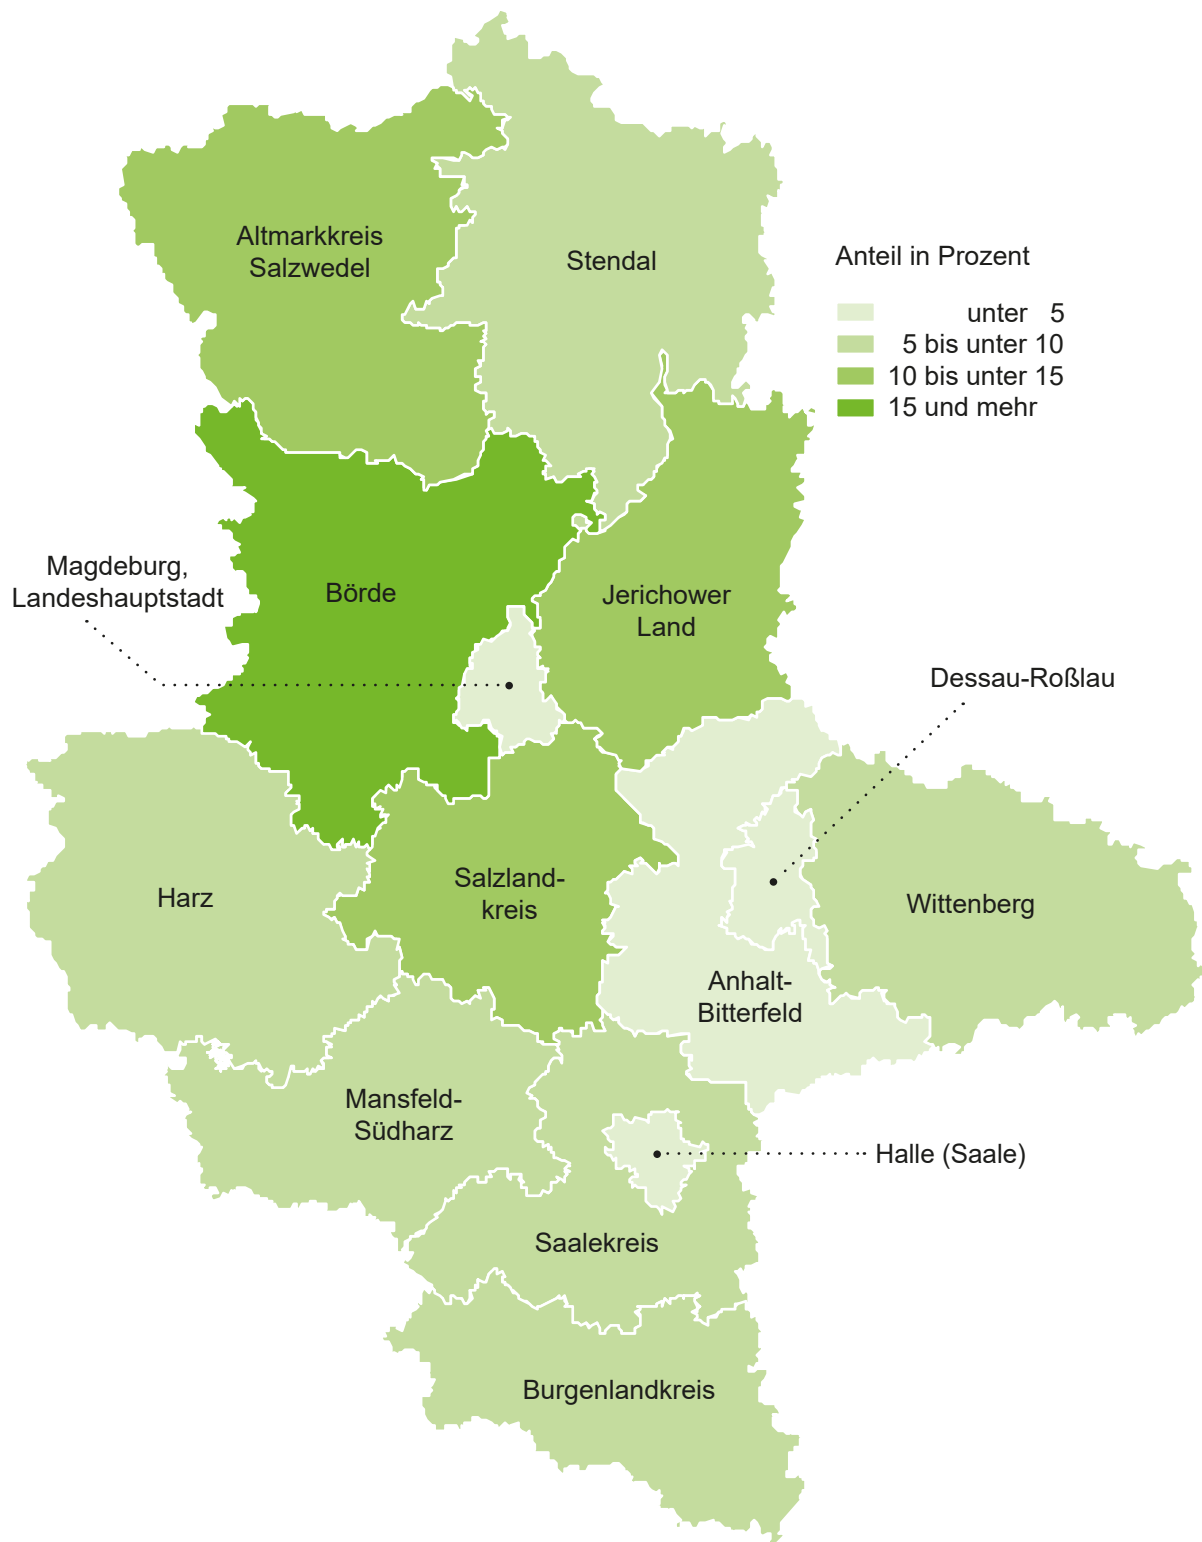 Altmarkkreis
Salzwedel
Stendal
Anteil in Prozent
unter 5
5 bis unter 10
10 bis unter 15
15 und mehr
Magdeburg,
Landeshauptstadt
Börde
Jerichower
Land
Dessau-Roßlau
Harz
Salzland-
kreis
Wittenberg
Anhalt-
Bitterfeld
Mansfeld-
Südharz
Halle (Saale)
Saalekreis
Burgenlandkreis